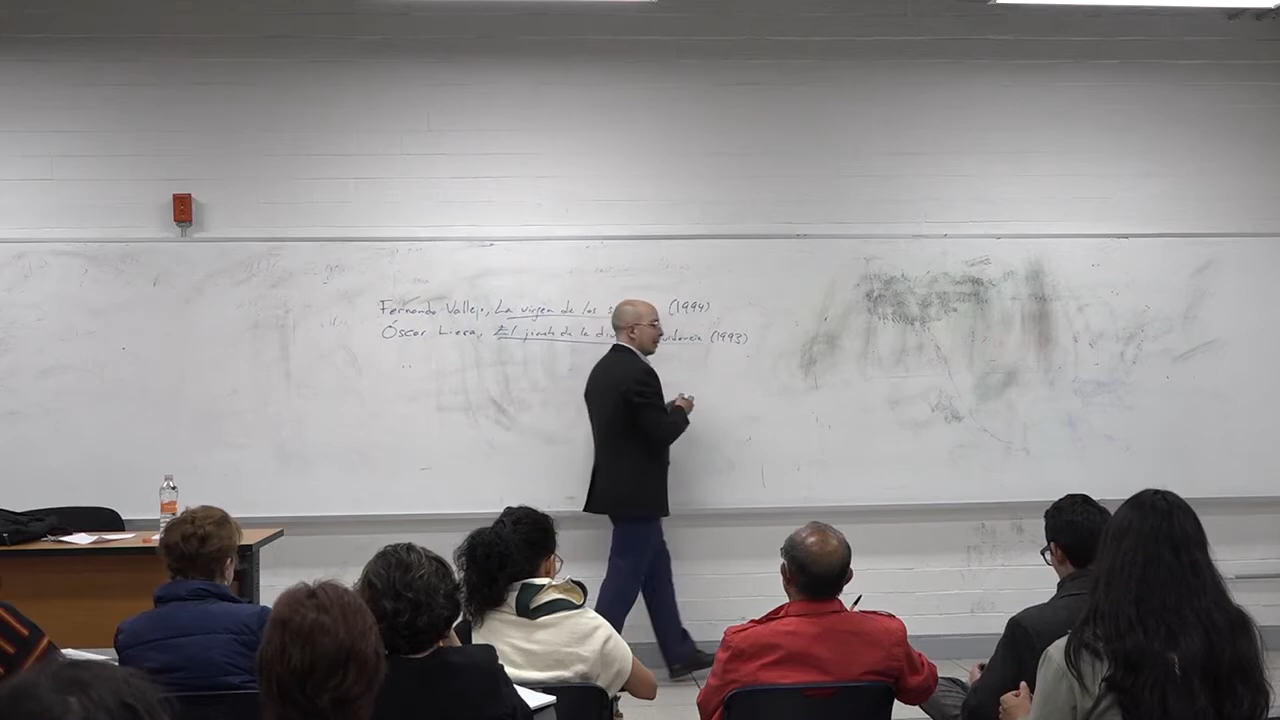 Fernando Vallejo, La virgen de los (1994)
Óscar Liera, El jinete de la (1993)